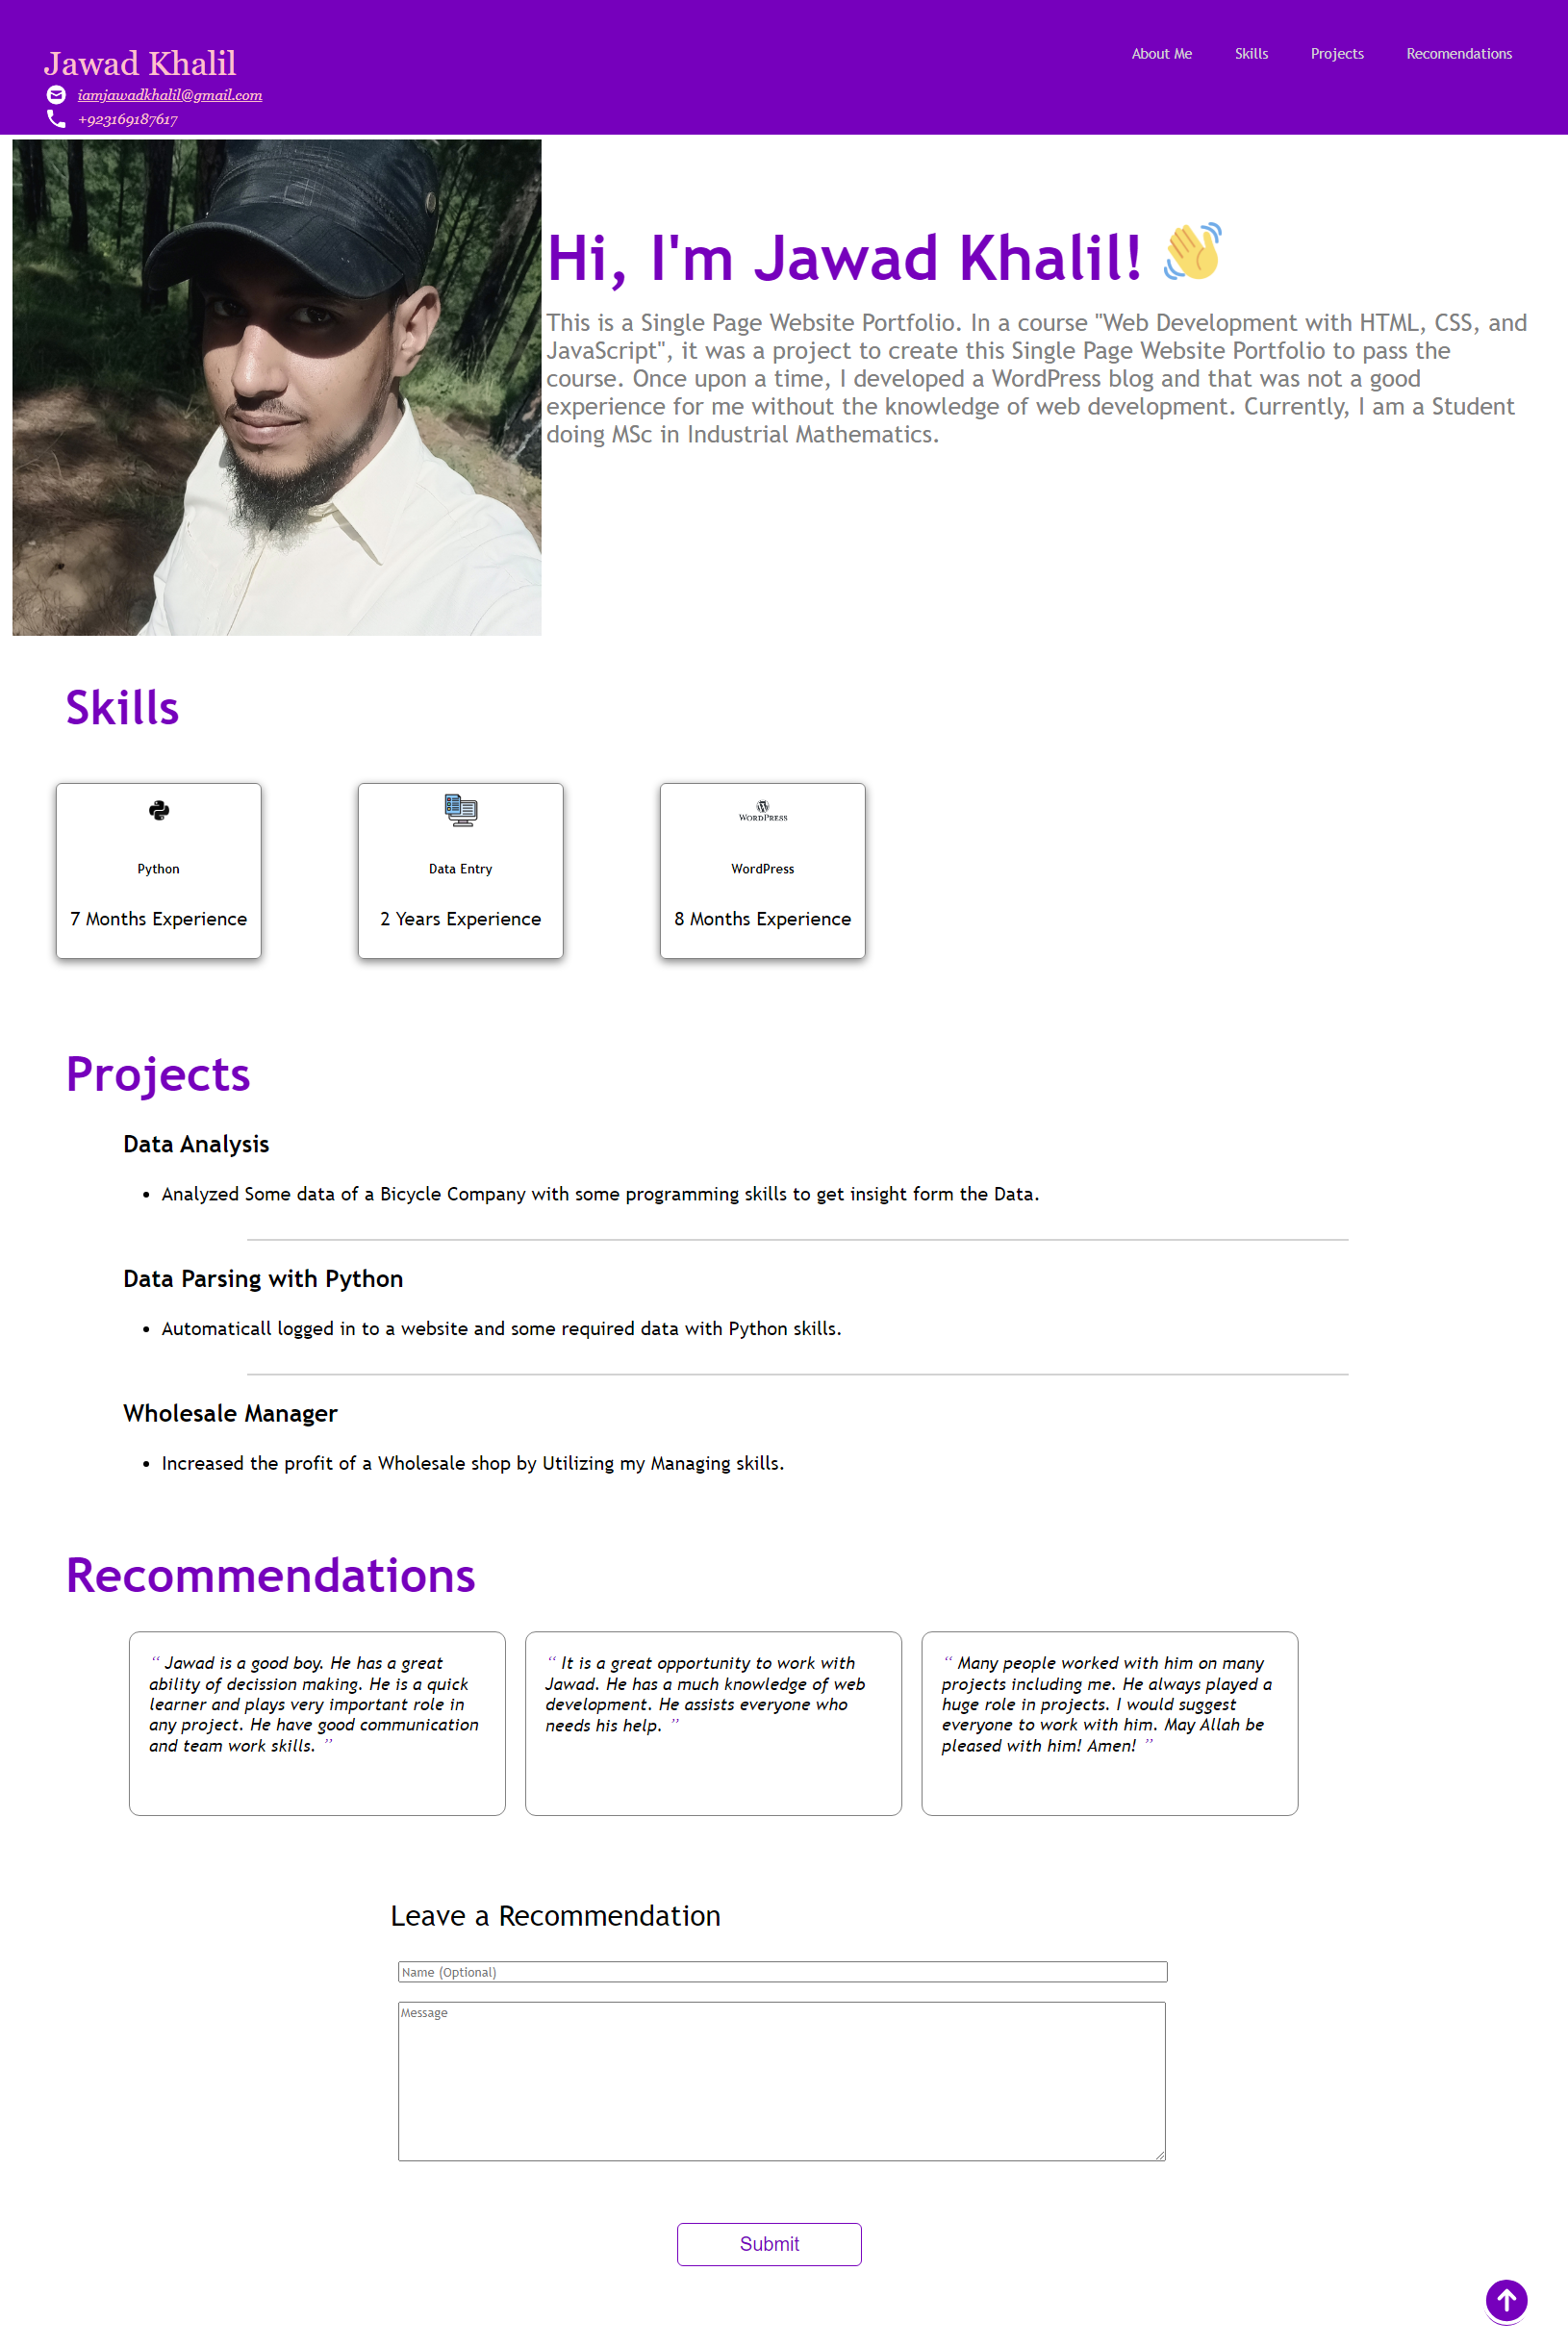 Jawad Khalil
iamjawadkhalil@gmail.com
+923169187617
About Me Skills Projects Recomendations
Hi, I'm Jawad Khalil! 👋
This is a Single Page Website Portfolio. In a course "Web Development with HTML, CSS, and
JavaScript", it was a project to create this Single Page Website Portfolio to pass the
course. Once upon a time, I developed a WordPress blog and that was not a good
experience for me without the knowledge of web development. Currently, I am a Student
doing MSc in Industrial Mathematics.
Skills
Python
7 Months Experience
Data Entry
2 Years Experience
WORDPRESS
WordPress
8 Months Experience
Projects
Data Analysis
• Analyzed Some data of a Bicycle Company with some programming skills to get insight form the Data.
Data Parsing with Python
• Automaticall logged in to a website and some required data with Python skills.
Wholesale Manager
• Increased the profit of a Wholesale shop by Utilizing my Managing skills.
Recommendations
“ Jawad is a good boy. He has a great
ability of decission making. He is a quick
learner and plays very important role in
any project. He have good communication
and team work skills. ”
“ It is a great opportunity to work with
Jawad. He has a much knowledge of web
development. He assists everyone who
needs his help. ”
“ Many people worked with him on many
projects including me. He always played a
huge role in projects. I would suggest
everyone to work with him. May Allah be
pleased with him! Amen! ”
Leave a Recommendation
Name (Optional)
Message
Submit